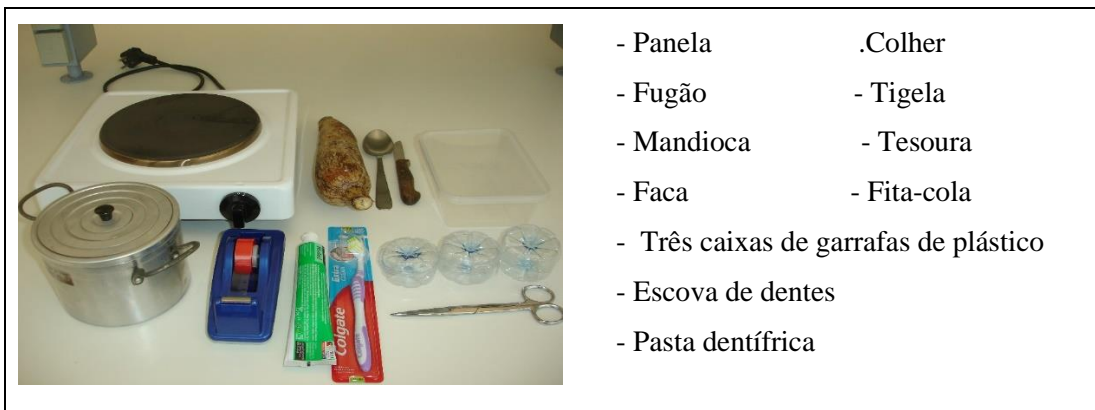 - Panela .Colher
- Fugão - Tigela
- Mandioca - Tesoura
- Faca - Fita-cola
- Três caixas de garrafas de plástico
- Escova de dentes
- Pasta dentífrica
Colgate